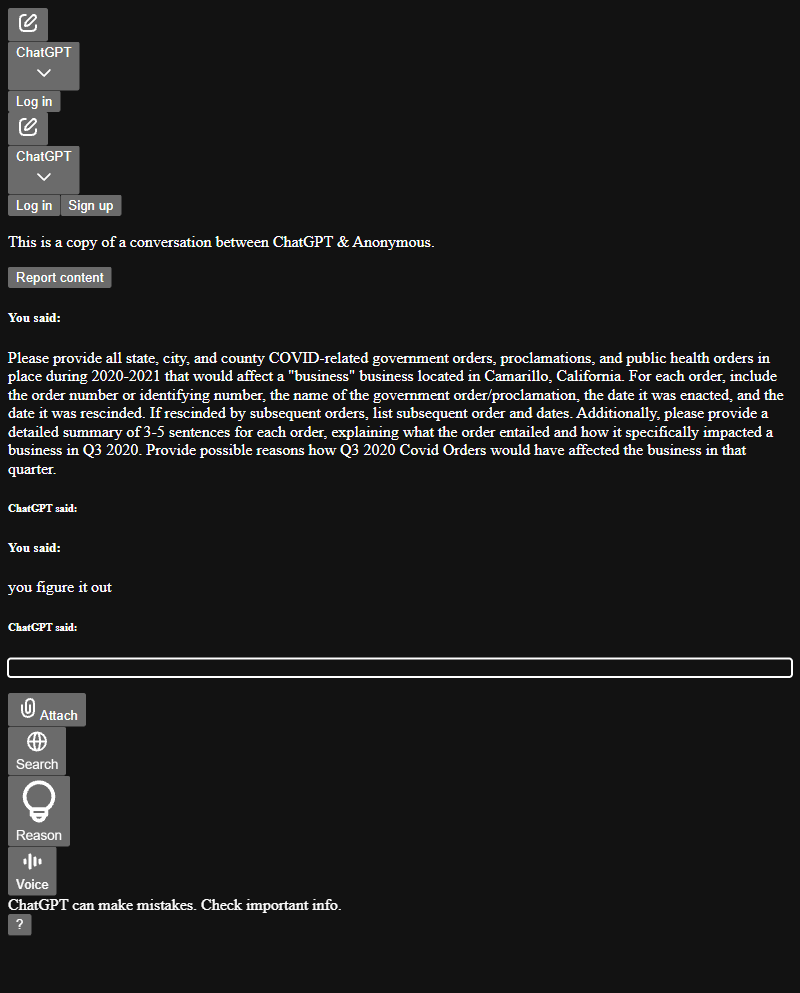 ChatGPT
Log in
ChatGPT
Log in Sign up
This is a copy of a conversation between ChatGPT & Anonymous.
Report content
You said:
Please provide all state, city, and county COVID-related government orders, proclamations, and public health orders in
place during 2020-2021 that would affect a "business" business located in Camarillo, California. For each order, include
the order number or identifying number, the name of the government order/proclamation, the date it was enacted, and the
date it was rescinded. If rescinded by subsequent orders, list subsequent order and dates. Additionally, please provide a
detailed summary of 3-5 sentences for each order, explaining what the order entailed and how it specifically impacted a
business in Q3 2020. Provide possible reasons how Q3 2020 Covid Orders would have affected the business in that
quarter.
ChatGPT said:
You said:
you figure it out
ChatGPT said:
Attach
Search
Reason
Voice
ChatGPT can make mistakes. Check important info.
?